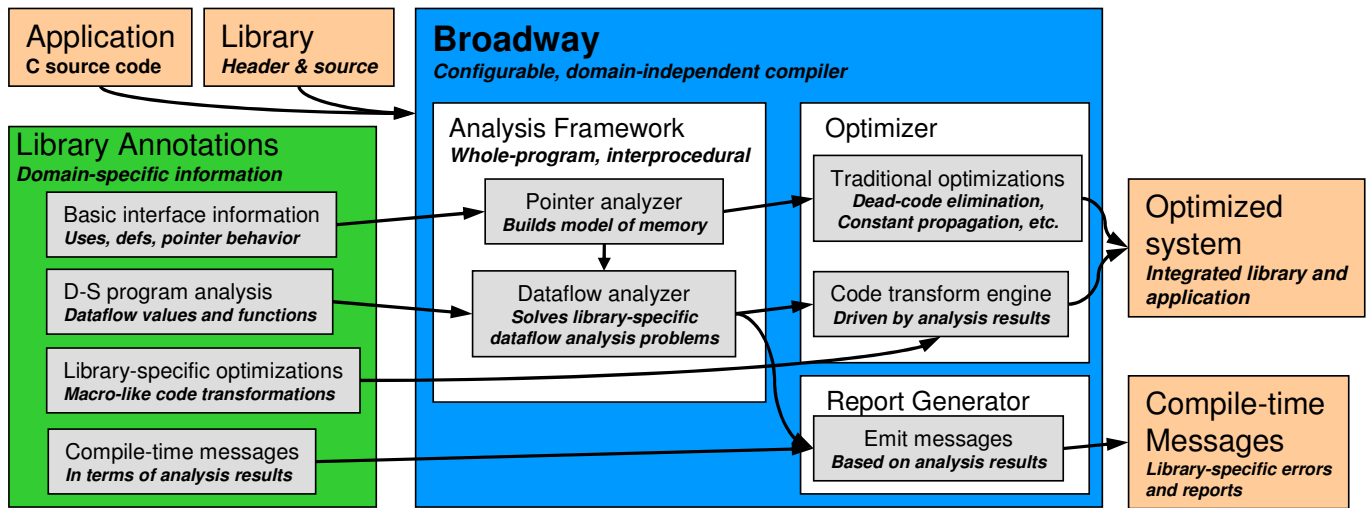 Application
C source code
Library
Header & source
Broadway
Configurable, domain-independent compiler
Library Annotations
Domain-specific information
Basic interface information
Uses, defs, pointer behavior
D-S program analysis
Dataflow values and functions
Library-specific optimizations
Macro-like code transformations
Compile-time messages
In terms of analysis results
Analysis Framework
Whole-program, interprocedural
Pointer analyzer
Builds model of memory
Dataflow analyzer
Solves library-specific
dataflow analysis problems
Optimizer
Traditional optimizations
Dead-code elimination,
Constant propagation, etc.
Code transform engine
Driven by analysis results
Report Generator
Emit messages
Based on analysis results
Optimized
system
Integrated library and
application
Compile-time
Messages
Library-specific errors
and reports